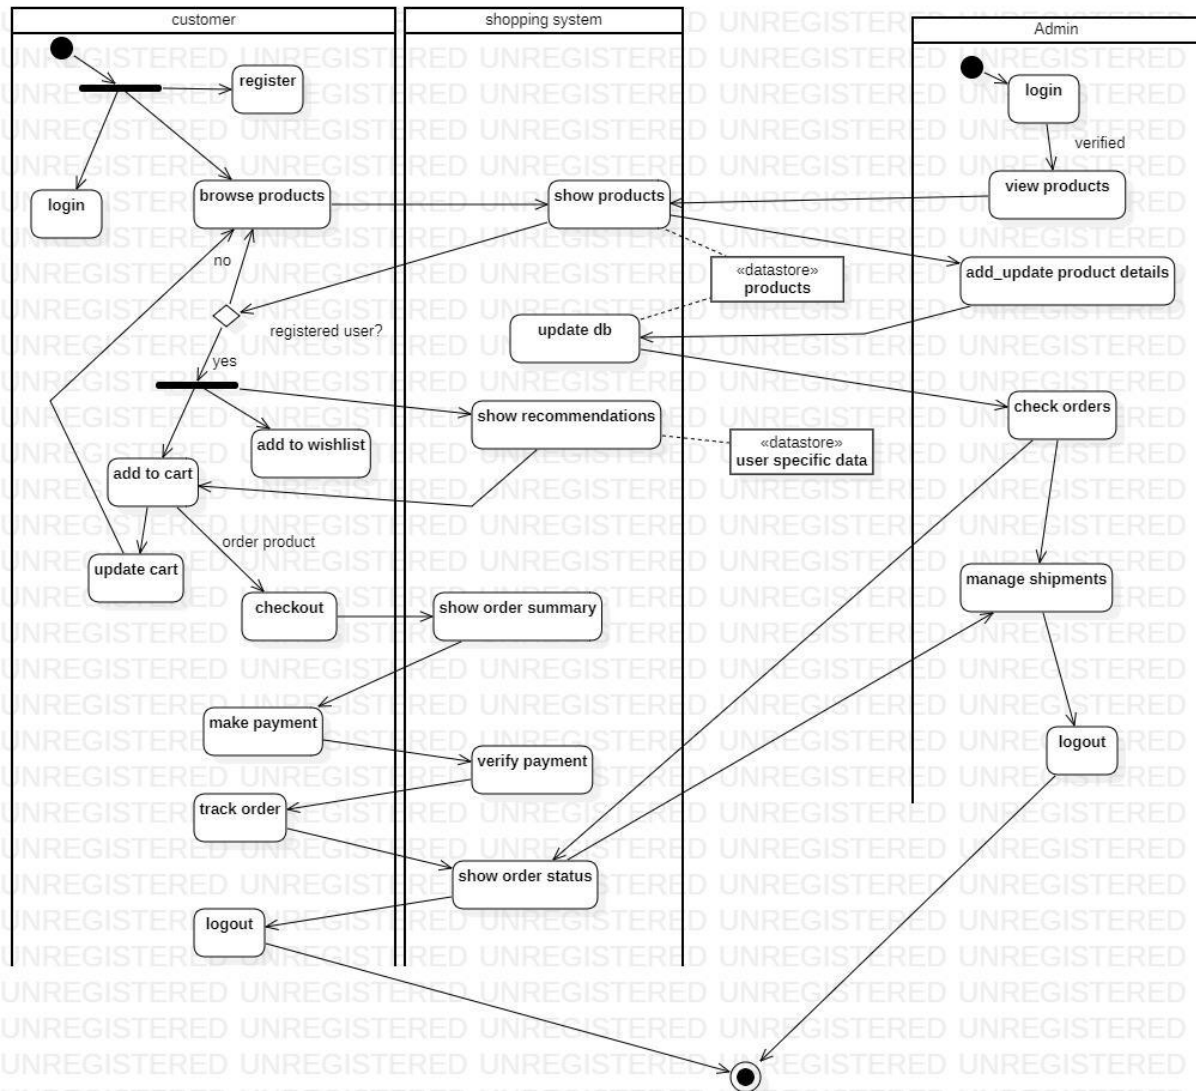 customer
shopping system
Admin
register
login
login
verified
browse products
show products
view products
no
«datastore»
products
add_update product details
registered user?
update db
yes
show recommendations
check orders
add to wishlist
«datastore»
user specific data
add to cart
order product
update cart
checkout
show order summary
manage shipments
make payment
verify payment
logout
track order
show order status
logout
UNREGISTERED